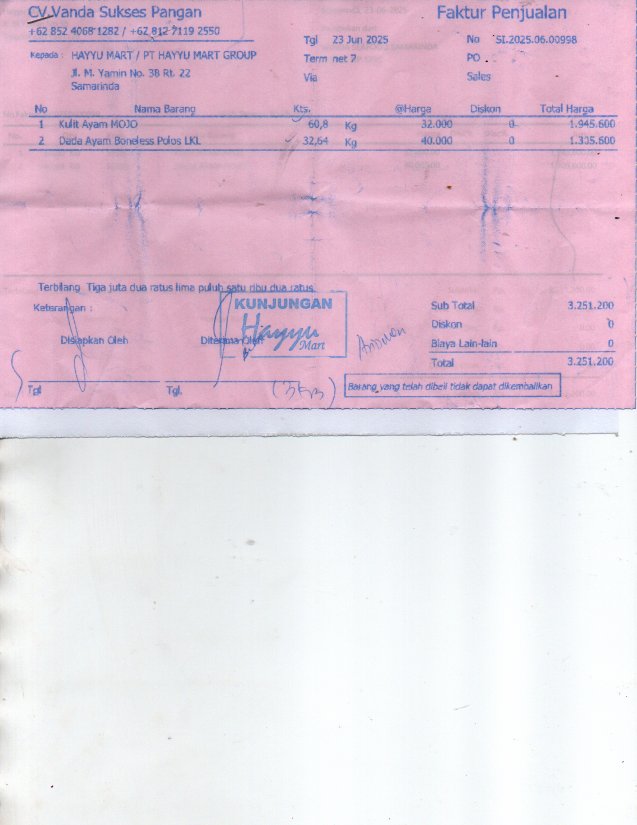 CV.Vanda Sukses Pangan
Faktur Penjualan
+62 852 4068 1282 / +62 812 7119 2550
Kepada : HAYYU MART / PT HAYYU MART GROUP
Jl. M. Yamin No. 38 Rt. 22
Samarinda
Tgl 23 Jun 2025
Term net 7
Via
No SI.2025.06.00998
PO
Sales
No Nama Barang Kts. @Harga Diskon Total Harga
1 Kulit Ayam MOJO 60,8 Kg 32.000 0 1.945.600
2 Dada Ayam Boneless Polos LKL 32,64 Kg 40.000 0 1.305.600
Terbilang Tiga juta dua ratus lima puluh satu ribu dua ratus
Keterangan :
Disiapkan Oleh
Diterima Oleh
KUNJUNGAN
Hayyu
Mart
Sub Total 3.251.200
Diskon 0
Biaya Lain-lain 0
Total 3.251.200
Tgl
Tgl.
Barang yang telah dibeli tidak dapat dikembalikan